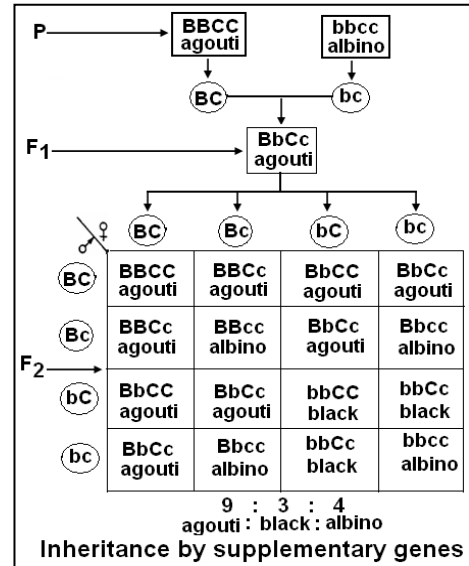 P
BBCC
agouti
bbcc
albino
BC
bc
F1
BbCc
agouti
♂ ♀
BC Bc bC bc
BC
BBCC BBCc BbCC BbCc
agouti agouti agouti agouti
Bc
BBCc BBcc BbCc Bbcc
agouti albino agouti albino
F2
bC
BbCC BbCc bbCC bbCc
agouti agouti black black
bc
BbCc Bbcc bbCc bbcc
agouti albino black albino
9 : 3 : 4
agouti : black : albino
Inheritance by supplementary genes